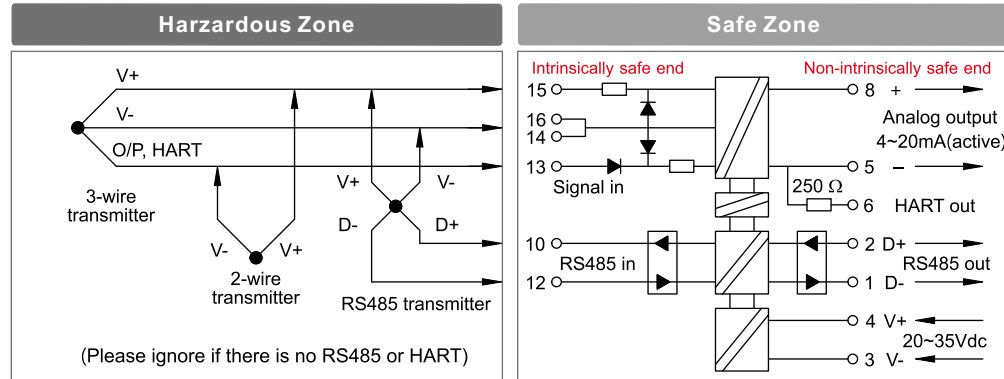 Harzardous Zone
V+
V-
O/P, HART
3-wire
transmitter
V-
V+
2-wire
transmitter
V+
V-
D-
D+
RS485 transmitter
(Please ignore if there is no RS485 or HART)
Safe Zone
Intrinsically safe end
Non-intrinsically safe end
15
16
14
13
Signal in
10
RS485 in
12
8 +
Analog output
4~20mA(active)
5 −
250 Ω
6 HART out
2 D+
RS485 out
1 D-
4 V+
20~35Vdc
3 V-